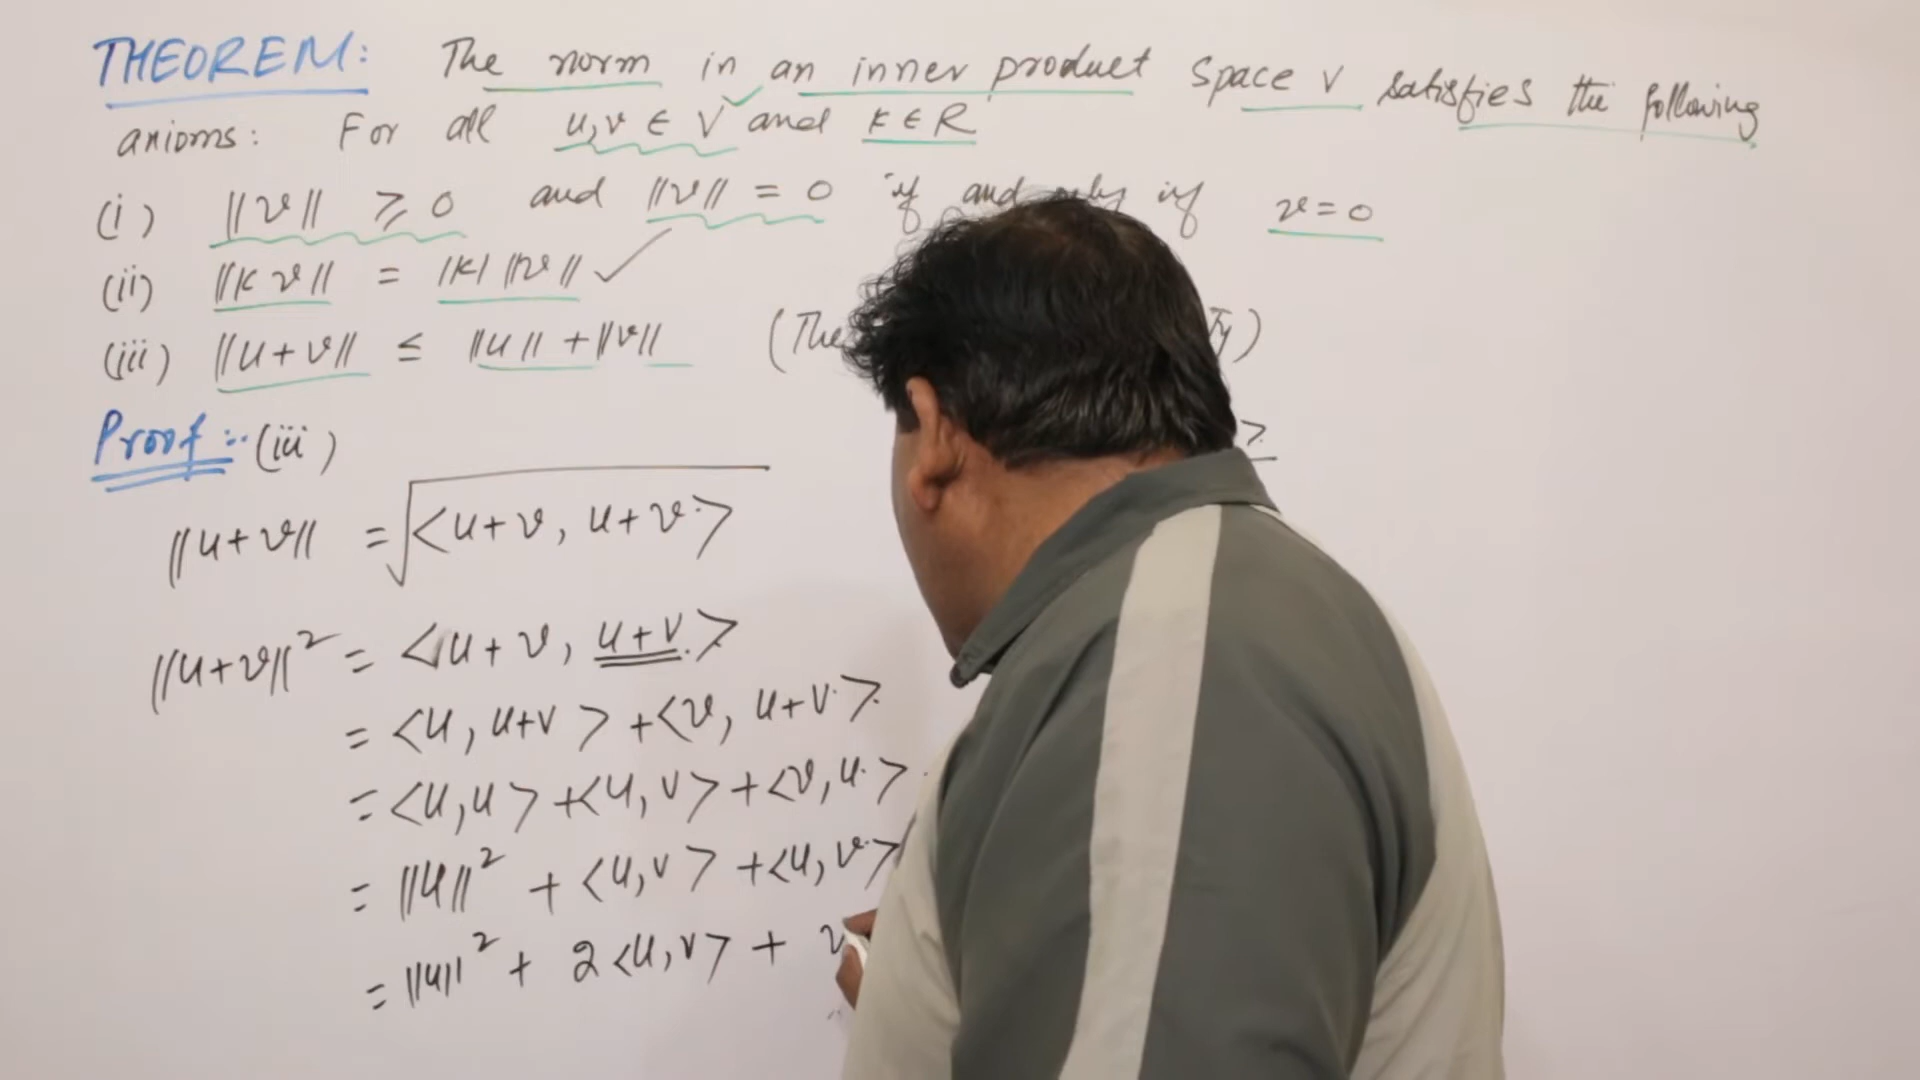 THEOREM: The norm in an inner product space V satisfies the following
axioms: For all u,v ∈ V and k ∈ R
(i) ||v|| ⩾ 0 and ||v|| = 0 if and only if v = 0
(ii) ||k v|| = |k| ||v|| ✓
(iii) ||u + v|| ≤ ||u|| + ||v|| (The
Proof :- (iii)
||u + v|| = √<u + v, u + v>
||u + v||² = <u + v, u + v>
= <u, u+v> + <v, u+v>
= <u,u> + <u,v> + <v,u>
= ||u||² + <u,v> + <u,v>
= ||u||² + 2<u,v> +